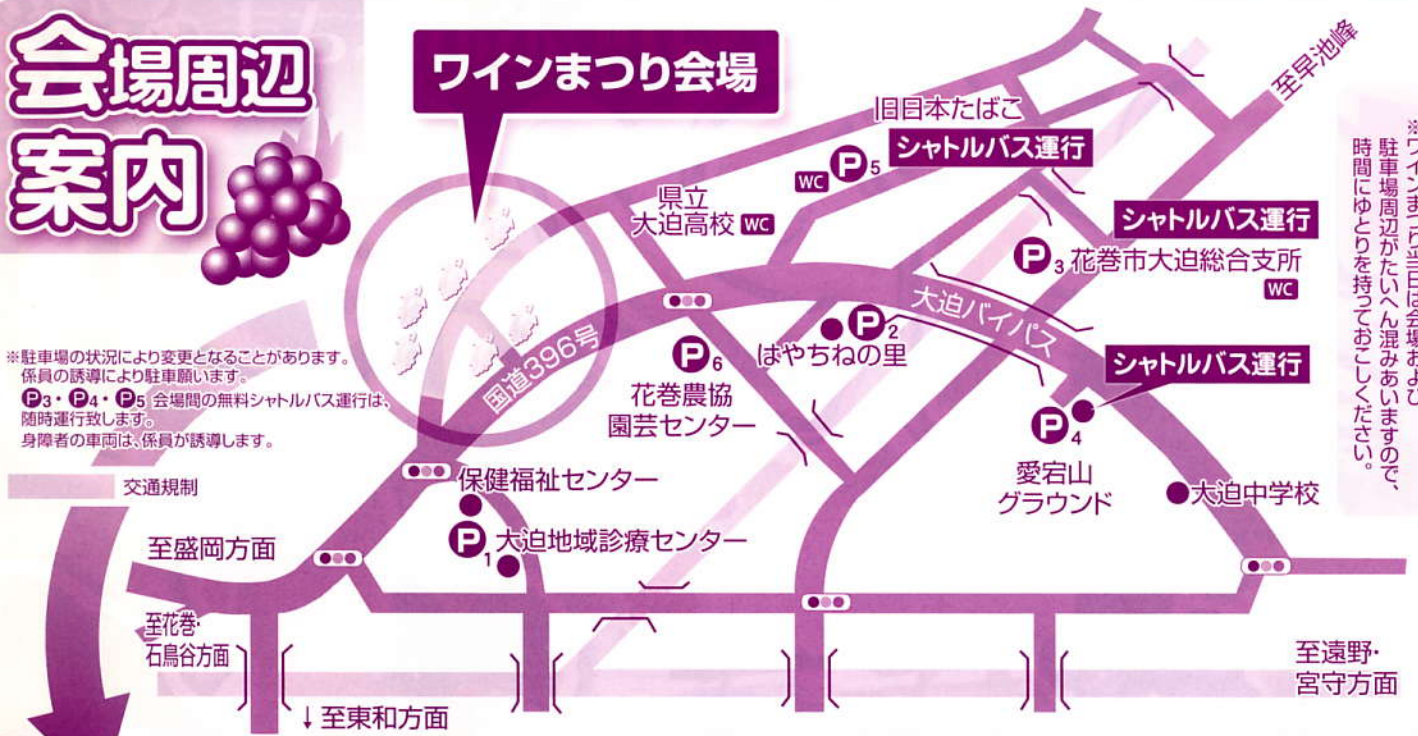 会場周辺
案内
ワインまつり会場
至早池峰
旧日本たばこ
シャトルバス運行
WC P5
県立
大迫高校 WC
シャトルバス運行
P3 花巻市大迫総合支所
WC
大迫バイパス
国道396号
P2
はやちねの里
P6
花巻農協
園芸センター
シャトルバス運行
P4
愛宕山
グラウンド
大迫中学校
※ワインまつり当日は会場および
駐車場周辺がたいへん混みあいますので、
時間にゆとりを持っておこしください。
※駐車場の状況により変更となることがあります。
係員の誘導により駐車願います。
P3・P4・P5 会場間の無料シャトルバス運行は、
随時運行致します。
身障者の車両は、係員が誘導します。
交通規制
保健福祉センター
P1 大迫地域診療センター
至盛岡方面
至花巻・
石鳥谷方面
↓至東和方面
至遠野・
宮守方面